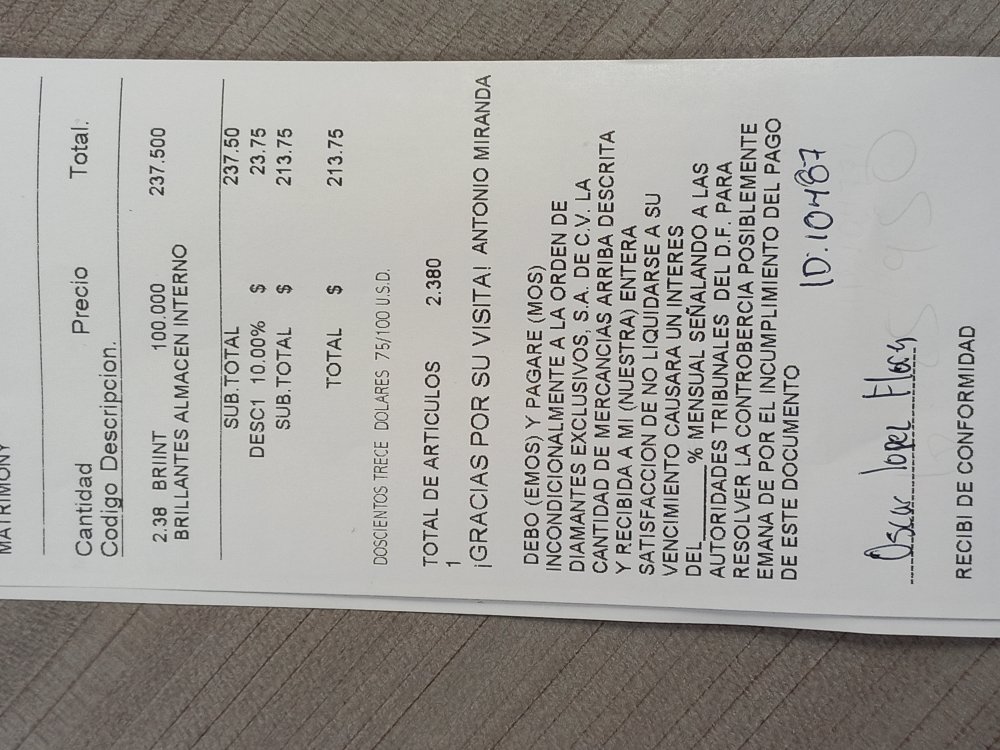 MATRIMONY
Cantidad Precio Total.
Codigo Descripcion.
2.38 BRIINT 100.000 237.500
BRILLANTES ALMACEN INTERNO
SUB.TOTAL 237.50
DESC1 10.00% $ 23.75
SUB.TOTAL $ 213.75
TOTAL $ 213.75
DOSCIENTOS TRECE DOLARES 75/100 U.S.D.
TOTAL DE ARTICULOS 2.380
1
¡GRACIAS POR SU VISITA! ANTONIO MIRANDA
DEBO (EMOS) Y PAGARE (MOS)
INCONDICIONALMENTE A LA ORDEN DE
DIAMANTES EXCLUSIVOS, S.A. DE C.V. LA
CANTIDAD DE MERCANCIAS ARRIBA DESCRITA
Y RECIBIDA A MI (NUESTRA) ENTERA
SATISFACCION DE NO LIQUIDARSE A SU
VENCIMIENTO CAUSARA UN INTERES
DEL______% MENSUAL SEÑALANDO A LAS
AUTORIDADES TRIBUNALES DEL D.F. PARA
RESOLVER LA CONTROBERCIA POSIBLEMENTE
EMANA DE POR EL INCUMPLIMIENTO DEL PAGO
DE ESTE DOCUMENTO
ID: 10487
Oscar lopez Flores
RECIBI DE CONFORMIDAD